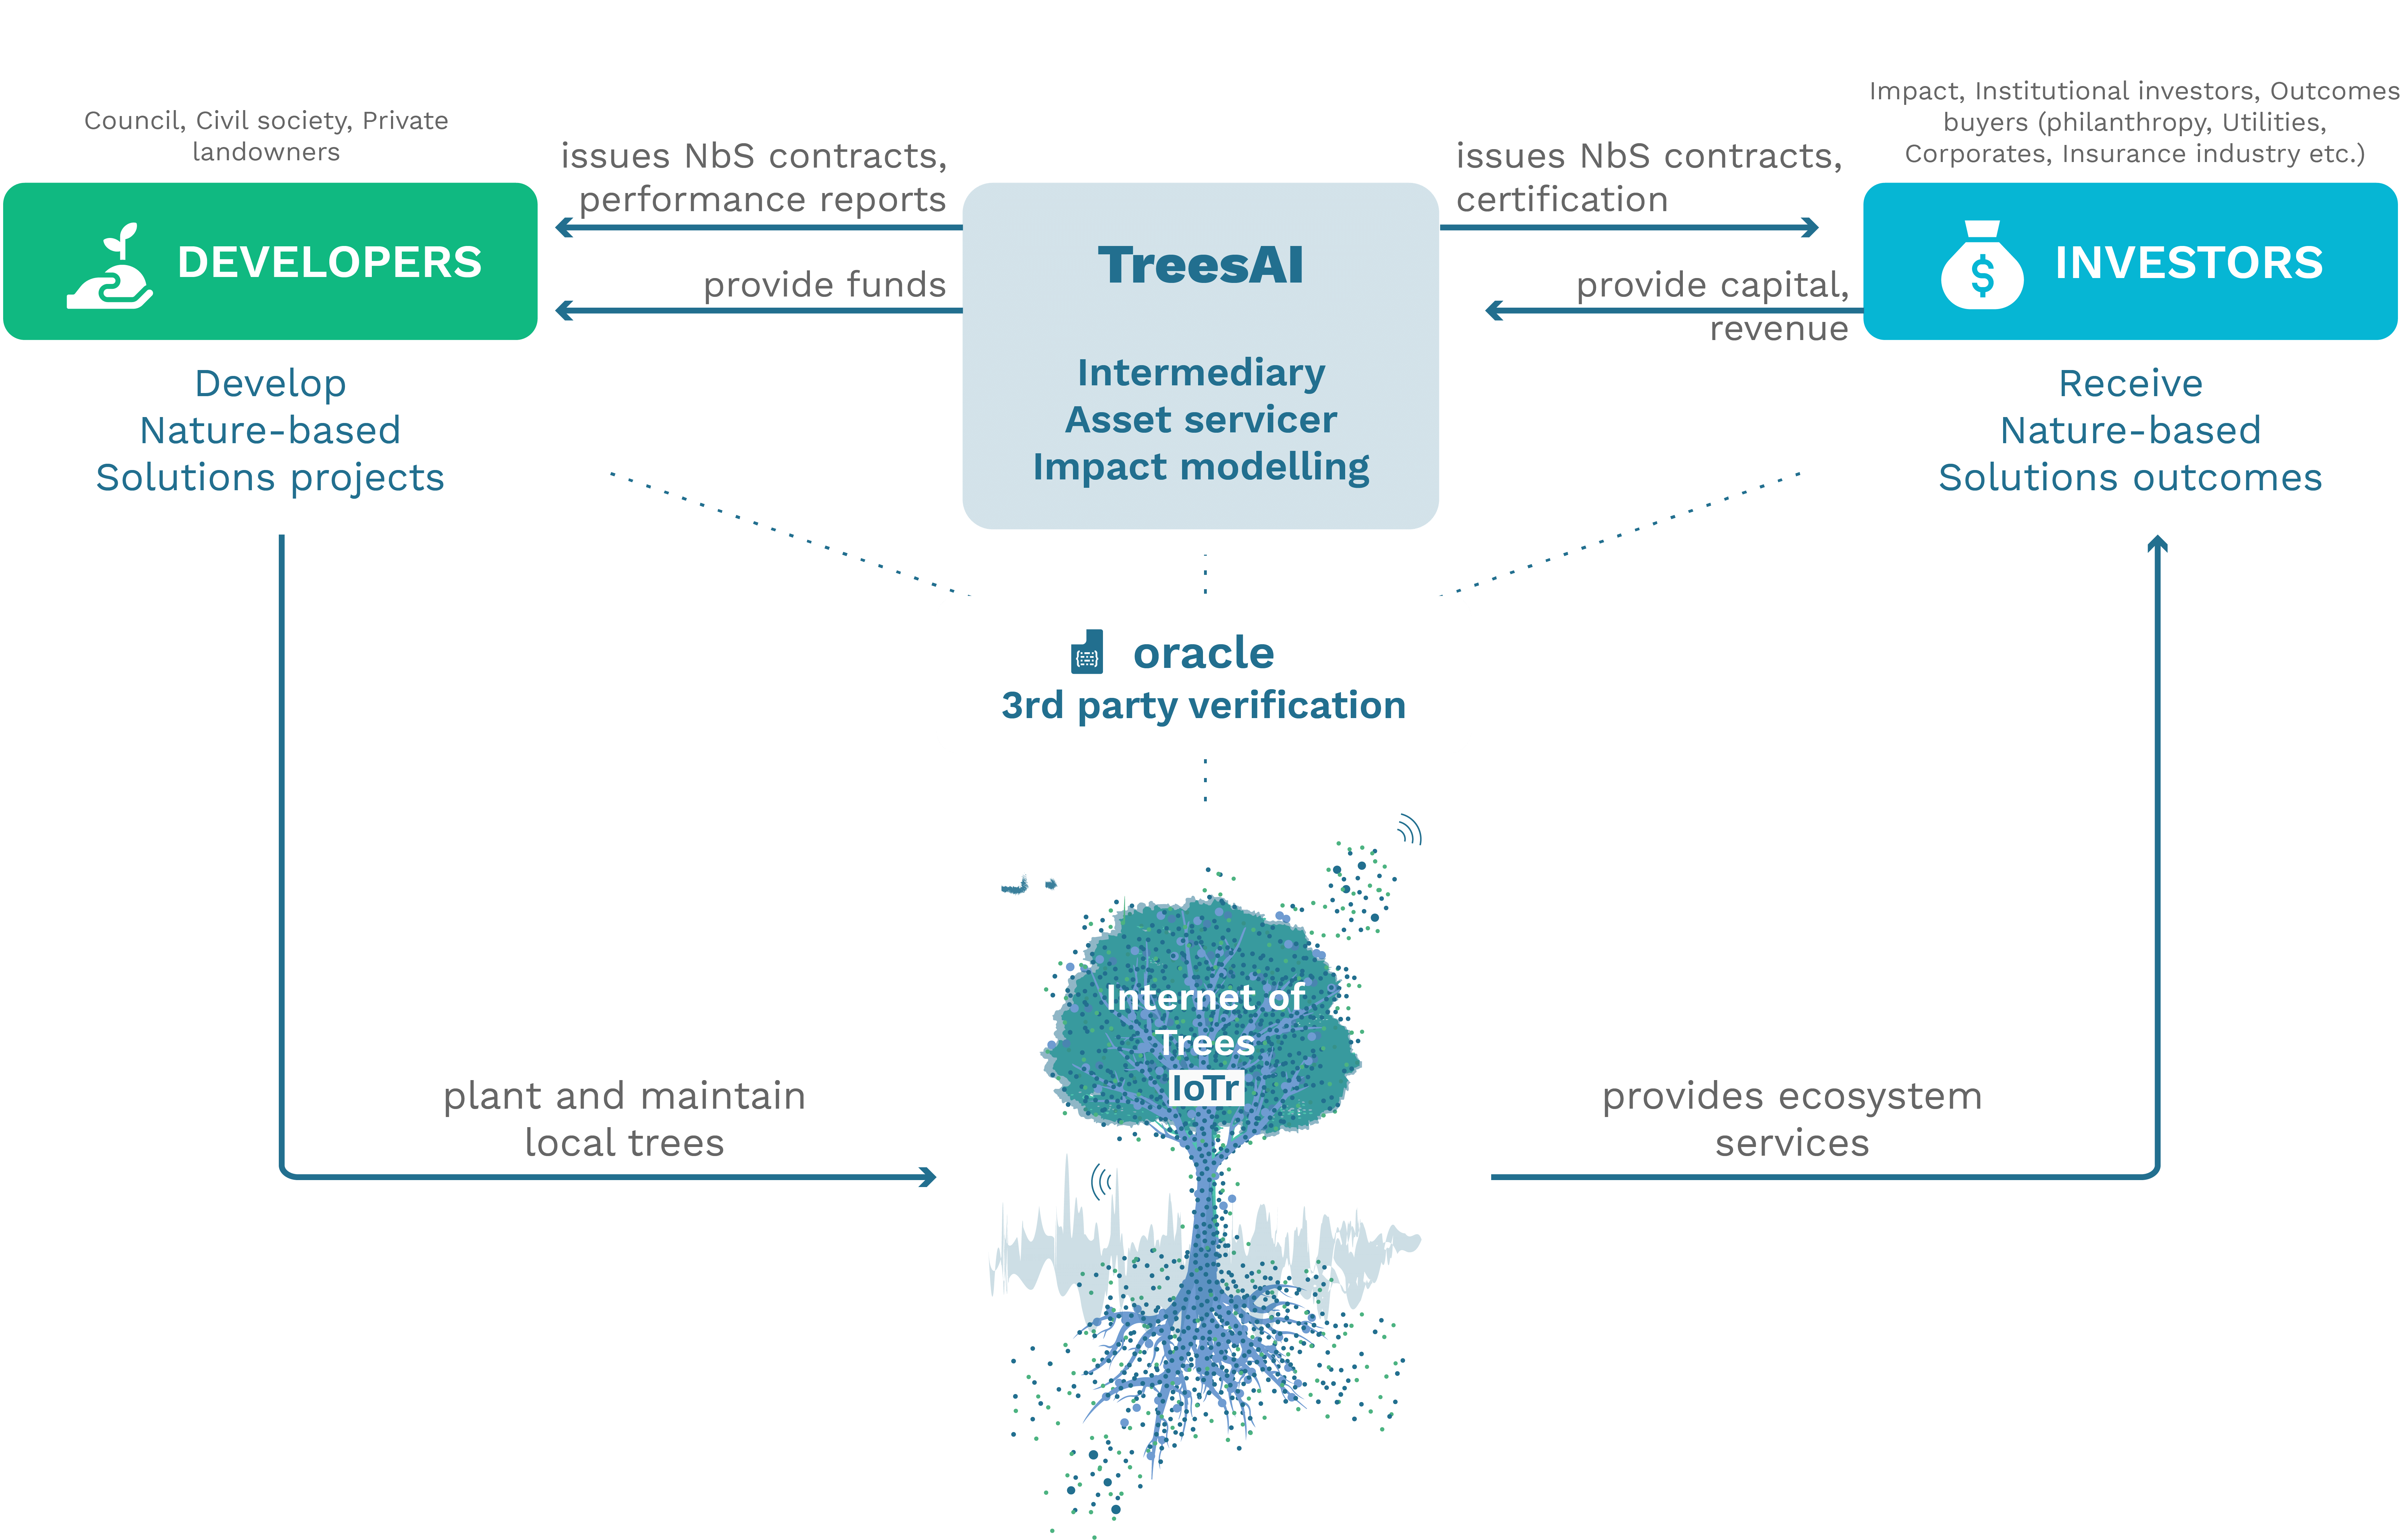 Council, Civil society, Private
landowners
DEVELOPERS
Develop
Nature-based
Solutions projects
issues NbS contracts,
performance reports
provide funds
TreesAI
Intermediary
Asset servicer
Impact modelling
issues NbS contracts,
certification
provide capital,
revenue
Impact, Institutional investors, Outcomes
buyers (philanthropy, Utilities,
Corporates, Insurance industry etc.)
$
INVESTORS
Receive
Nature-based
Solutions outcomes
oracle
3rd party verification
Internet of
Trees
IoTr
plant and maintain
local trees
provides ecosystem
services